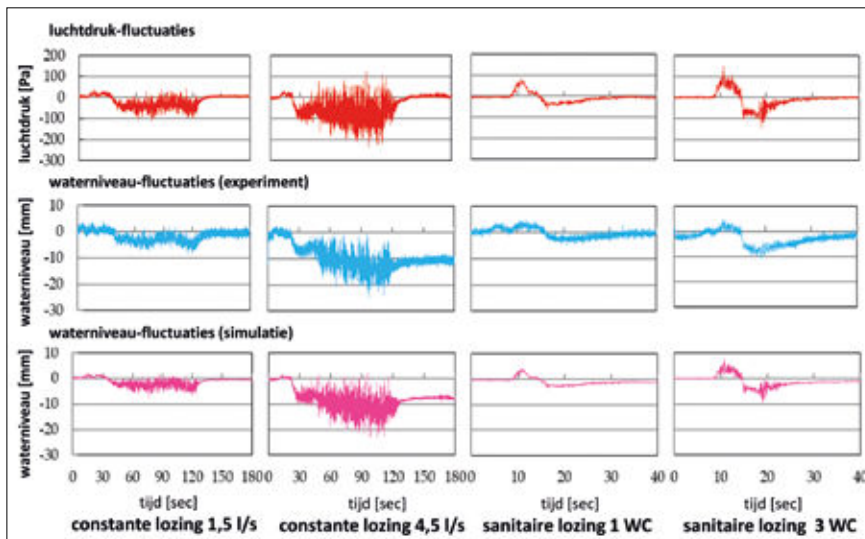 luchtdruk-fluctuaties
luchtdruk [Pa]
200
100
0
-100
-200
-300
waterniveau-fluctuaties (experiment)
waterniveau [mm]
10
0
-10
-20
-30
waterniveau-fluctuaties (simulatie)
waterniveau [mm]
10
0
-10
-20
-30
0 30 60 90 120 150 180 0 30 60 90 120 150 180 0 10 20 30 40 0 10 20 30 40
tijd [sec] tijd [sec] tijd [sec] tijd [sec]
constante lozing 1,5 l/s constante lozing 4,5 l/s sanitaire lozing 1 WC sanitaire lozing 3 WC